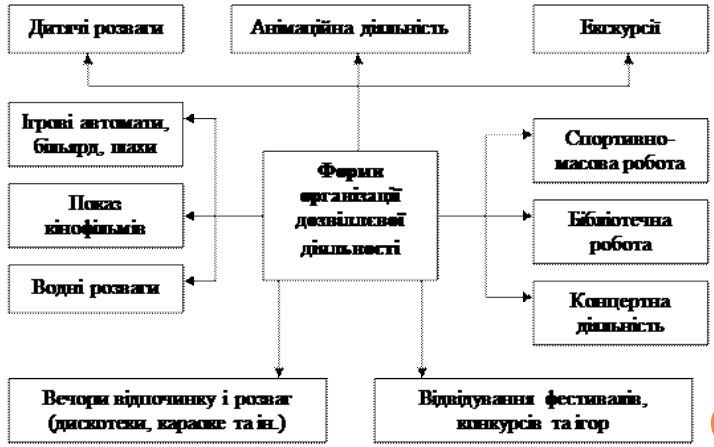 Дитячі розваги
Анімаційна діяльність
Екскурсії
Ігрові автомати,
більярд, шахи
Показ
кінофільмів
Водні розваги
Форми
організації
дозвіллєвої
діяльності
Спортивно–
масова робота
Бібліотечна
робота
Концертна
діяльність
Вечори відпочинку і розваг
(дискотеки, караоке та ін.)
Відвідування фестивалів,
конкурсів та ігор